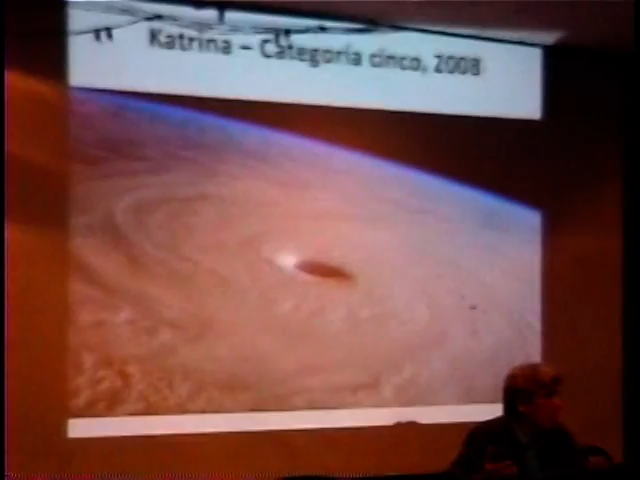 Katrina – Categoría cinco, 2008